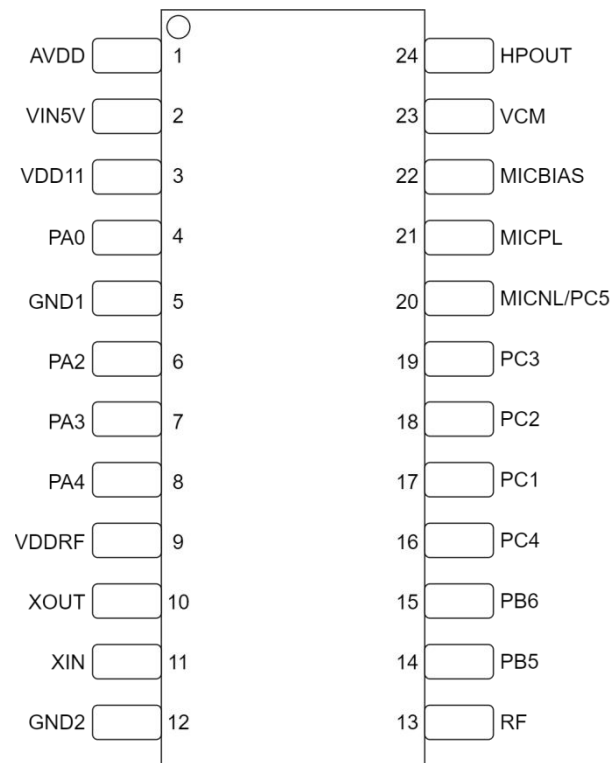 AVDD 1 24 HPOUT
VIN5V 2 23 VCM
VDD11 3 22 MICBIAS
PA0 4 21 MICPL
GND1 5 20 MICNL/PC5
PA2 6 19 PC3
PA3 7 18 PC2
PA4 8 17 PC1
VDDRF 9 16 PC4
XOUT 10 15 PB6
XIN 11 14 PB5
GND2 12 13 RF